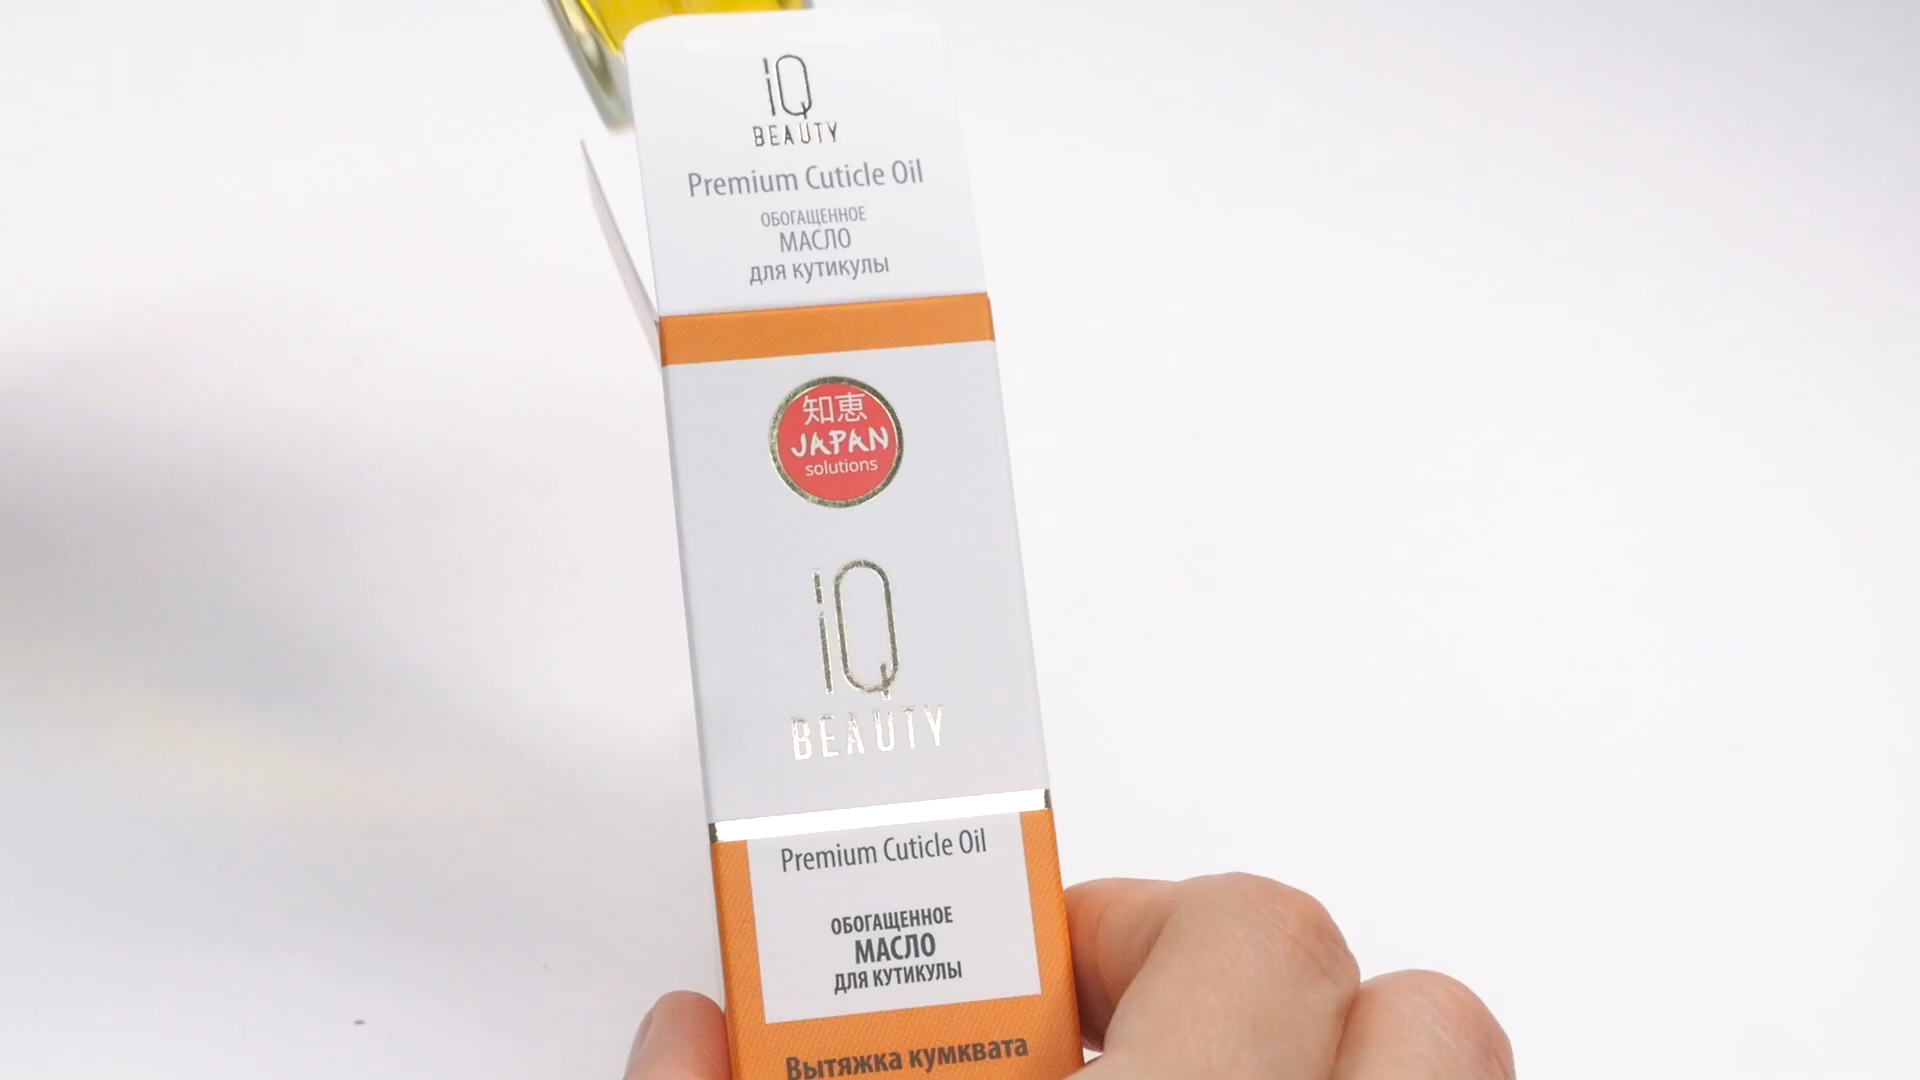 iQ
BEAUTY
Premium Cuticle Oil
ОБОГАЩЕННОЕ
МАСЛО
для кутикулы
知恵
JAPAN
solutions
iQ
BEAUTY
Premium Cuticle Oil
ОБОГАЩЕННОЕ
МАСЛО
ДЛЯ КУТИКУЛЫ
Вытяжка кумквата